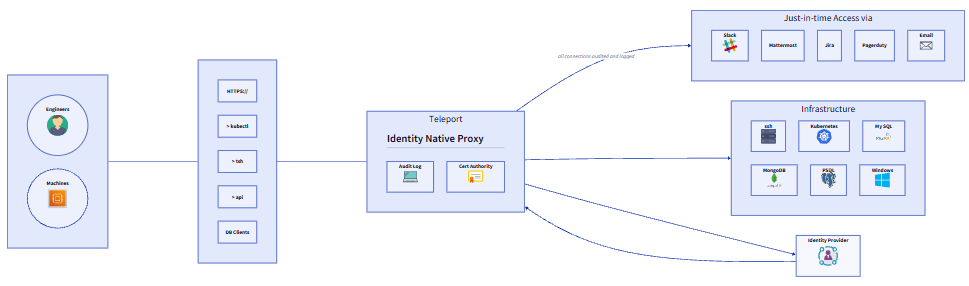 Engineers
Machines
HTTPS://
> kubectl
> tsh
> api
DB Clients
Teleport
Identity Native Proxy
Audit Log
Cert Authority
all connections audited and logged
Just-in-time Access via
Slack
Mattermost
Jira
Pagerduty
Email
Infrastructure
ssh
Kubernetes
My SQL
MongoDB
PSQL
Windows
Identity Provider